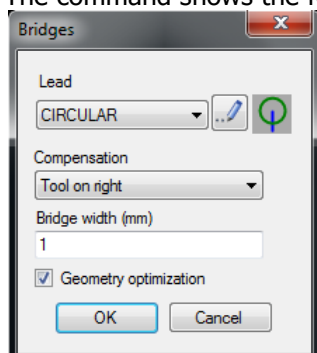 The command shows the f
Bridges
Lead
CIRCULAR
Compensation
Tool on right
Bridge width (mm)
1
Geometry optimization
OK Cancel